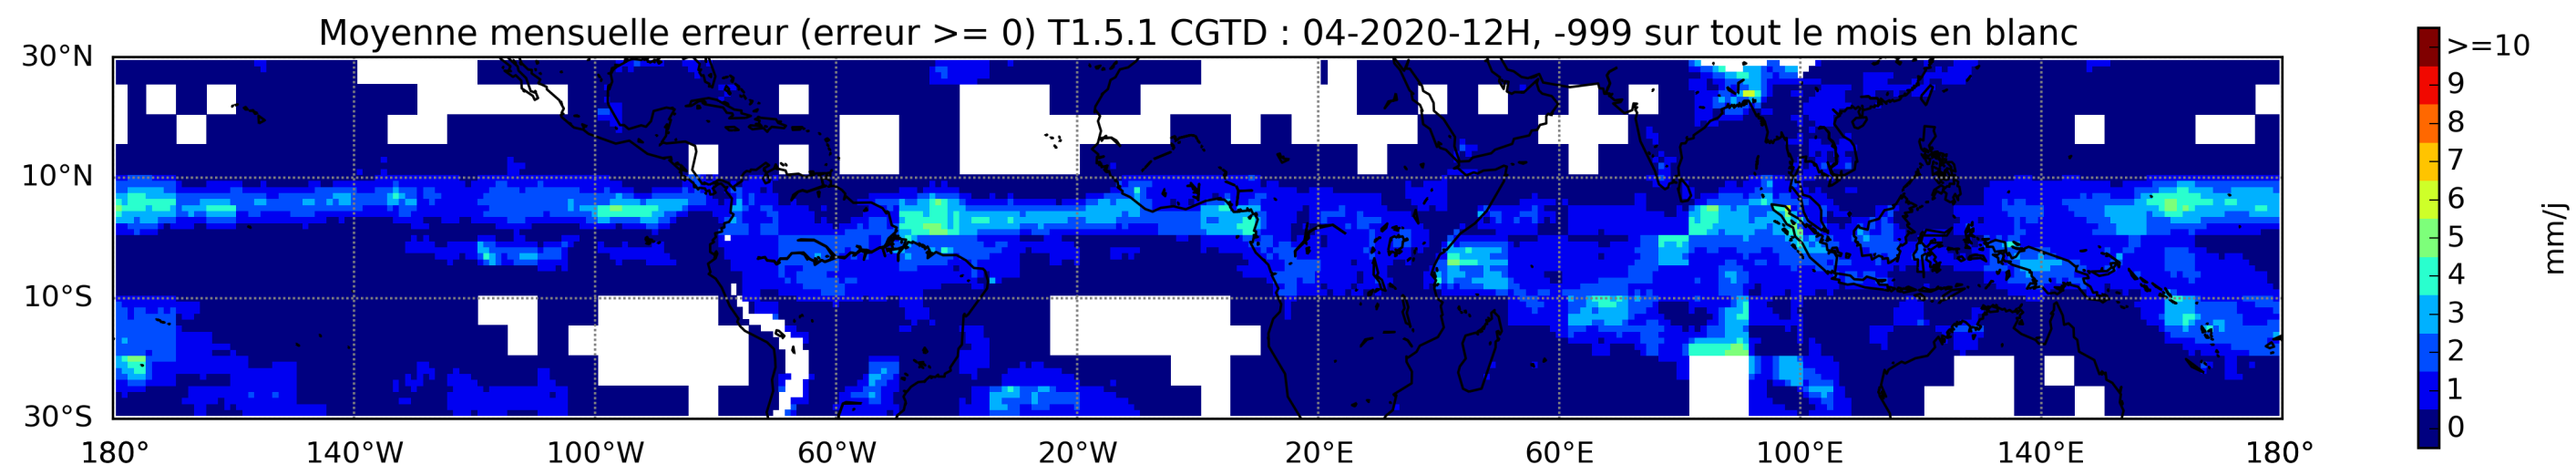 Moyenne mensuelle erreur (erreur >= 0) T1.5.1 CGTD : 04-2020-12H, -999 sur tout le mois en blanc
30°N
10°N
10°S
30°S
180° 140°W 100°W 60°W 20°W 20°E 60°E 100°E 140°E 180°
>=10
9
8
7
6
5
4
3
2
1
0
mm/j